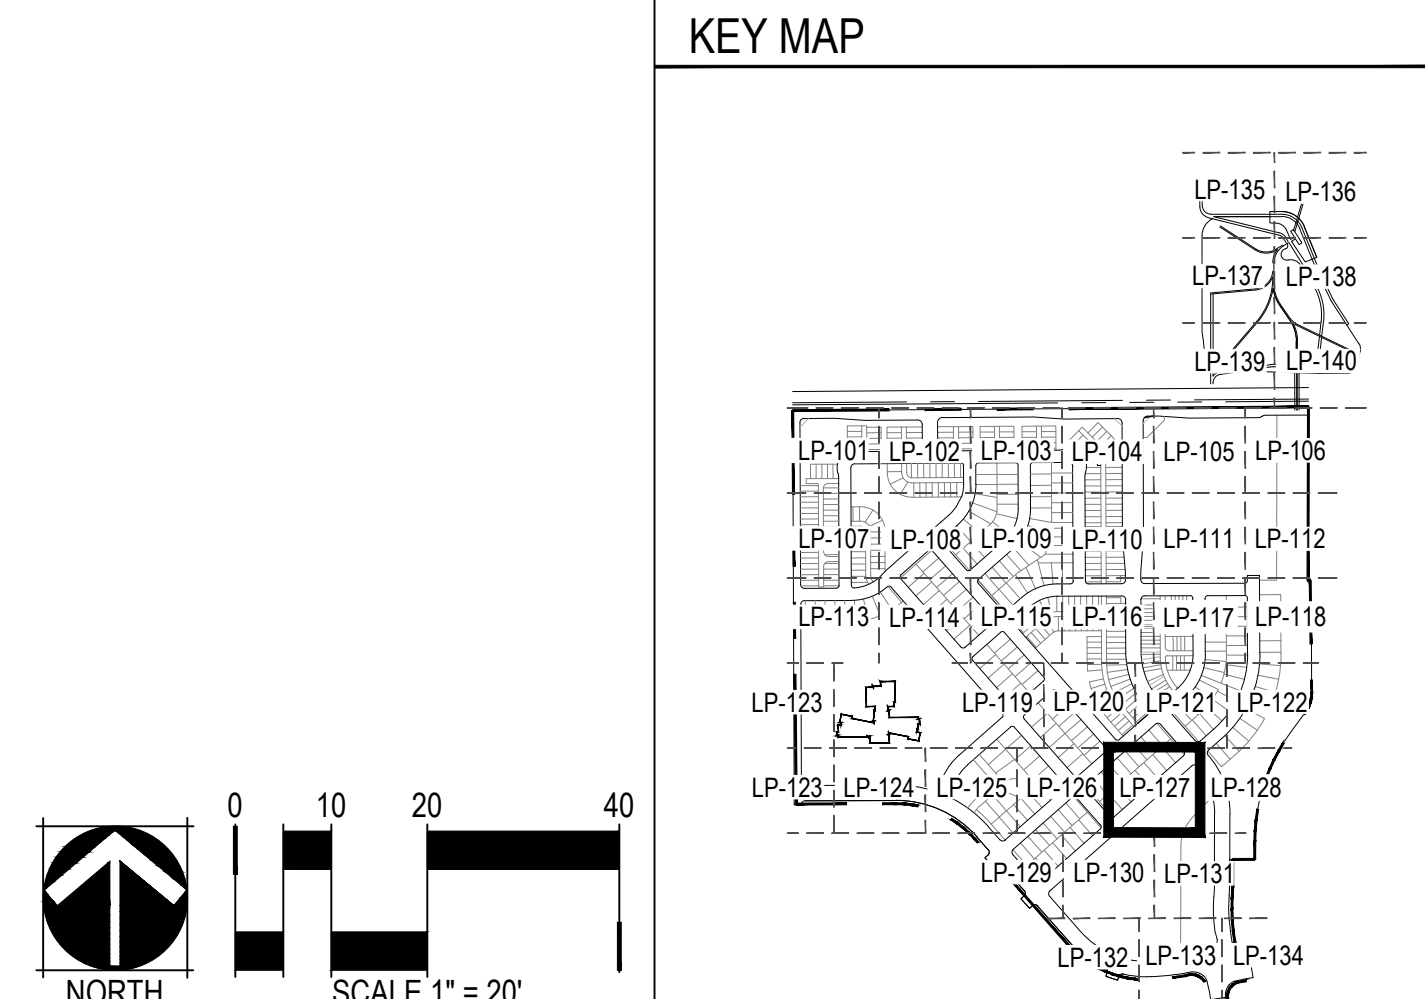 KEY MAP
LP-135 LP-136
LP-137 LP-138
LP-139 LP-140
LP-101 LP-102 LP-103 LP-104 LP-105 LP-106
LP-107 LP-108 LP-109 LP-110 LP-111 LP-112
LP-113 LP-114 LP-115 LP-116 LP-117 LP-118
LP-123 LP-119 LP-120 LP-121 LP-122
LP-123 LP-124 LP-125 LP-126 LP-127 LP-128
LP-129 LP-130 LP-131
LP-132 LP-133 LP-134
0 10 20 40
NORTH
SCALE 1" = 20'